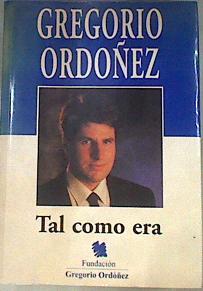 GREGORIO
ORDOÑEZ
Tal como era
Fundación
Gregorio Ordóñez